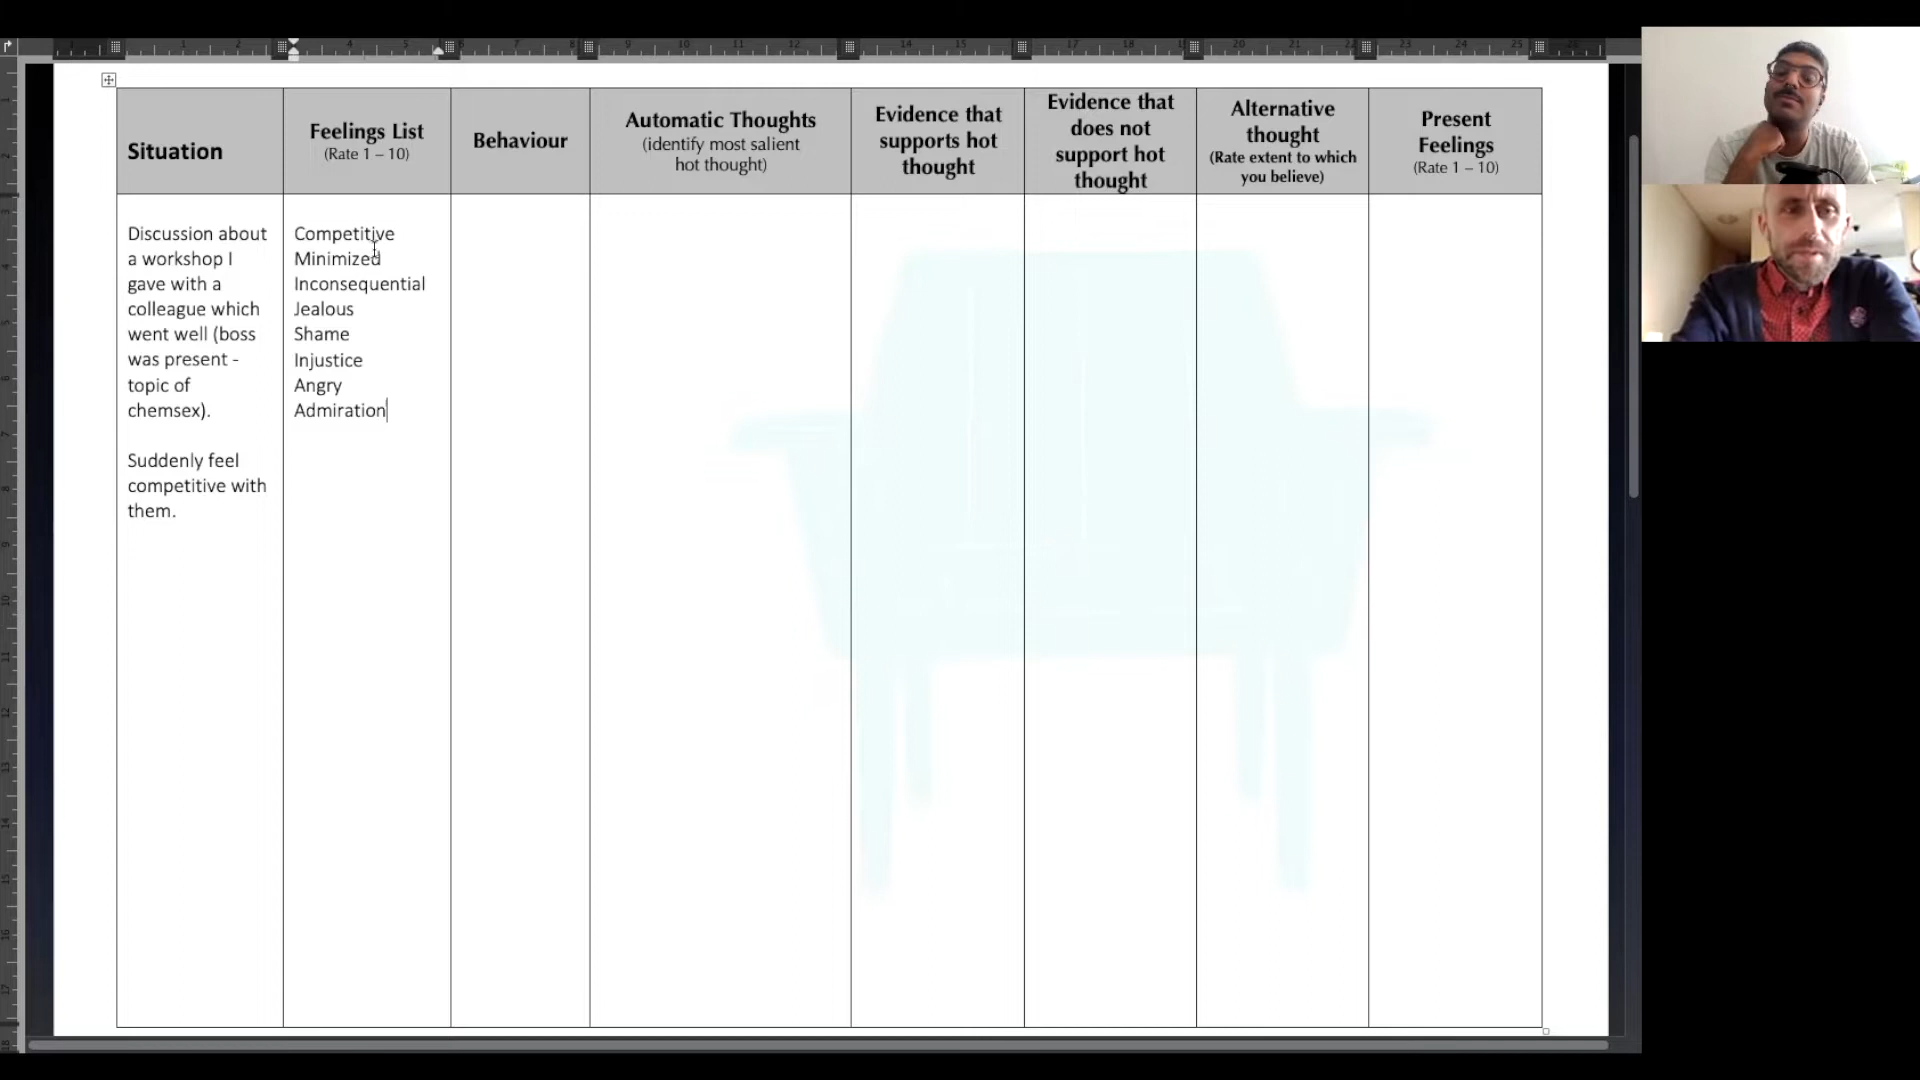 Situation
Feelings List
(Rate 1 – 10)
Behaviour
Automatic Thoughts
(identify most salient
hot thought)
Evidence that
supports hot
thought
Evidence that
does not
support hot
thought
Alternative
thought
(Rate extent to which
you believe)
Present
Feelings
(Rate 1 – 10)
Discussion about
a workshop I
gave with a
colleague which
went well (boss
was present -
topic of
chemsex).
Suddenly feel
competitive with
them.
Competitive
Minimized
Inconsequential
Jealous
Shame
Injustice
Angry
Admiration